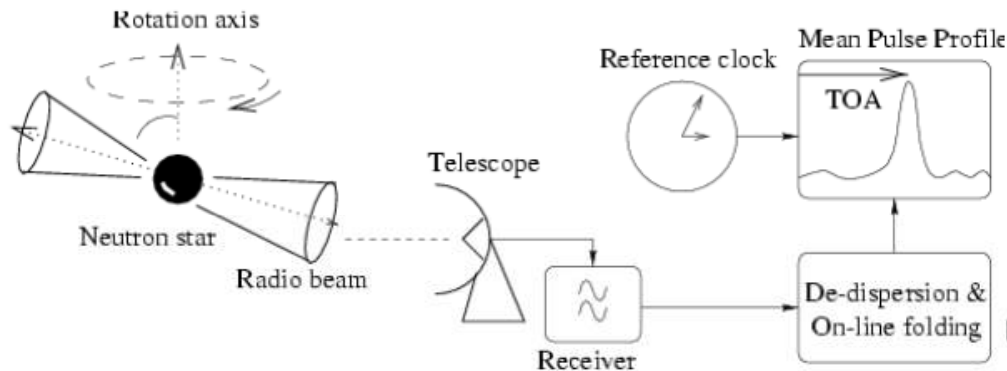 Rotation axis
Neutron star
Radio beam
Telescope
Receiver
Reference clock
Mean Pulse Profile
TOA
De-dispersion &
On-line folding